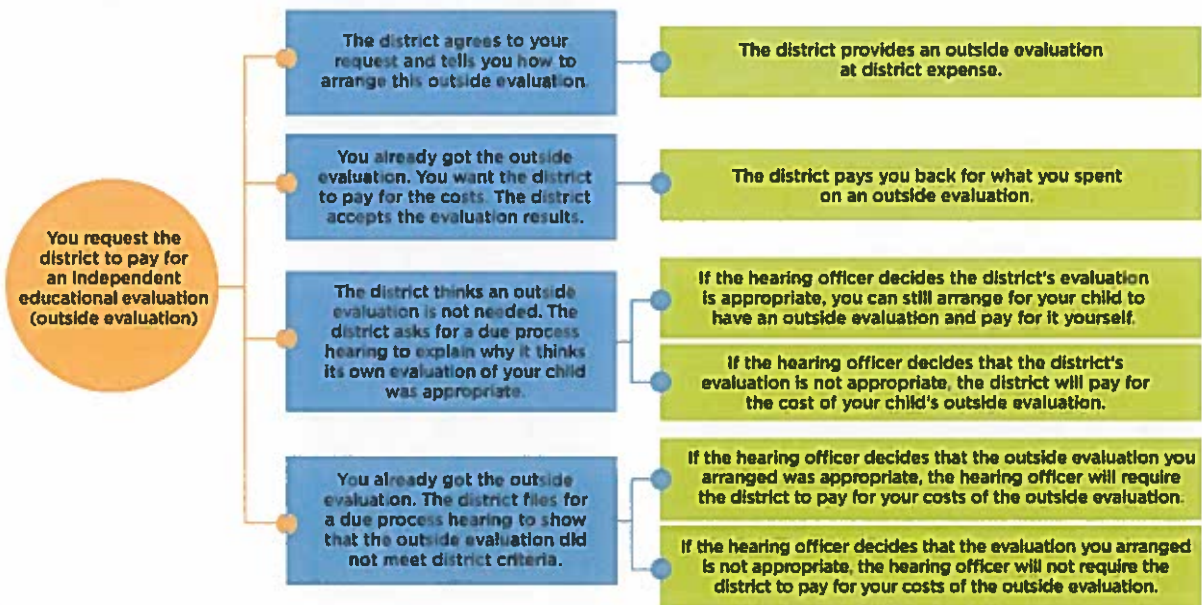 You request the
district to pay for
an independent
educational evaluation
(outside evaluation)
The district agrees to your
request and tells you how to
arrange this outside evaluation.
The district provides an outside evaluation
at district expense.
You already got the outside
evaluation. You want the district
to pay for the costs. The district
accepts the evaluation results.
The district pays you back for what you spent
on an outside evaluation.
The district thinks an outside
evaluation is not needed. The
district asks for a due process
hearing to explain why it thinks
its own evaluation of your child
was appropriate.
If the hearing officer decides the district's evaluation
is appropriate, you can still arrange for your child to
have an outside evaluation and pay for it yourself.
If the hearing officer decides that the district's
evaluation is not appropriate, the district will pay for
the cost of your child's outside evaluation.
You already got the outside
evaluation. The district files for
a due process hearing to show
that the outside evaluation did
not meet district criteria.
If the hearing officer decides that the outside evaluation you
arranged was appropriate, the hearing officer will require
the district to pay for your costs of the outside evaluation.
If the hearing officer decides that the evaluation you arranged
is not appropriate, the hearing officer will not require the
district to pay for your costs of the outside evaluation.